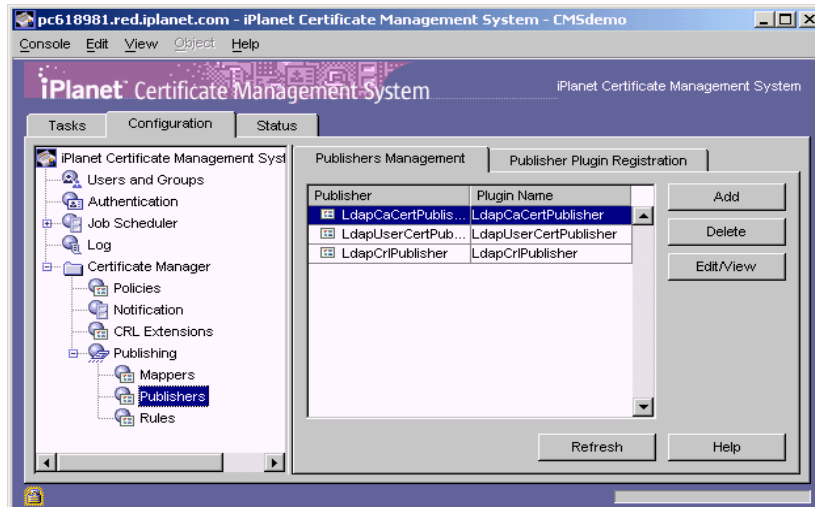 pc618981.red.iplanet.com - iPlanet Certificate Management System - CMSdemo
Console Edit View Object Help
iPlanet Certificate Management System
iPlanet Certificate Management System
Tasks Configuration Status
iPlanet Certificate Management Syst
Users and Groups
Authentication
Job Scheduler
Log
Certificate Manager
Policies
Notification
CRL Extensions
Publishing
Mappers
Publishers
Rules
Publishers Management Publisher Plugin Registration
Publisher Plugin Name
LdapCaCertPublis... LdapCaCertPublisher
LdapUserCertPub... LdapUserCertPublisher
LdapCrlPublisher LdapCrlPublisher
Add
Delete
Edit/View
Refresh Help